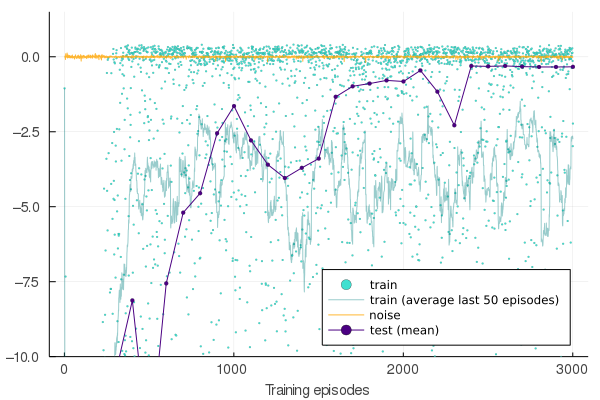 0.0
−2.5
−5.0
−7.5
−10.0
train
train (average last 50 episodes)
noise
test (mean)
0 1000 2000 3000
Training episodes